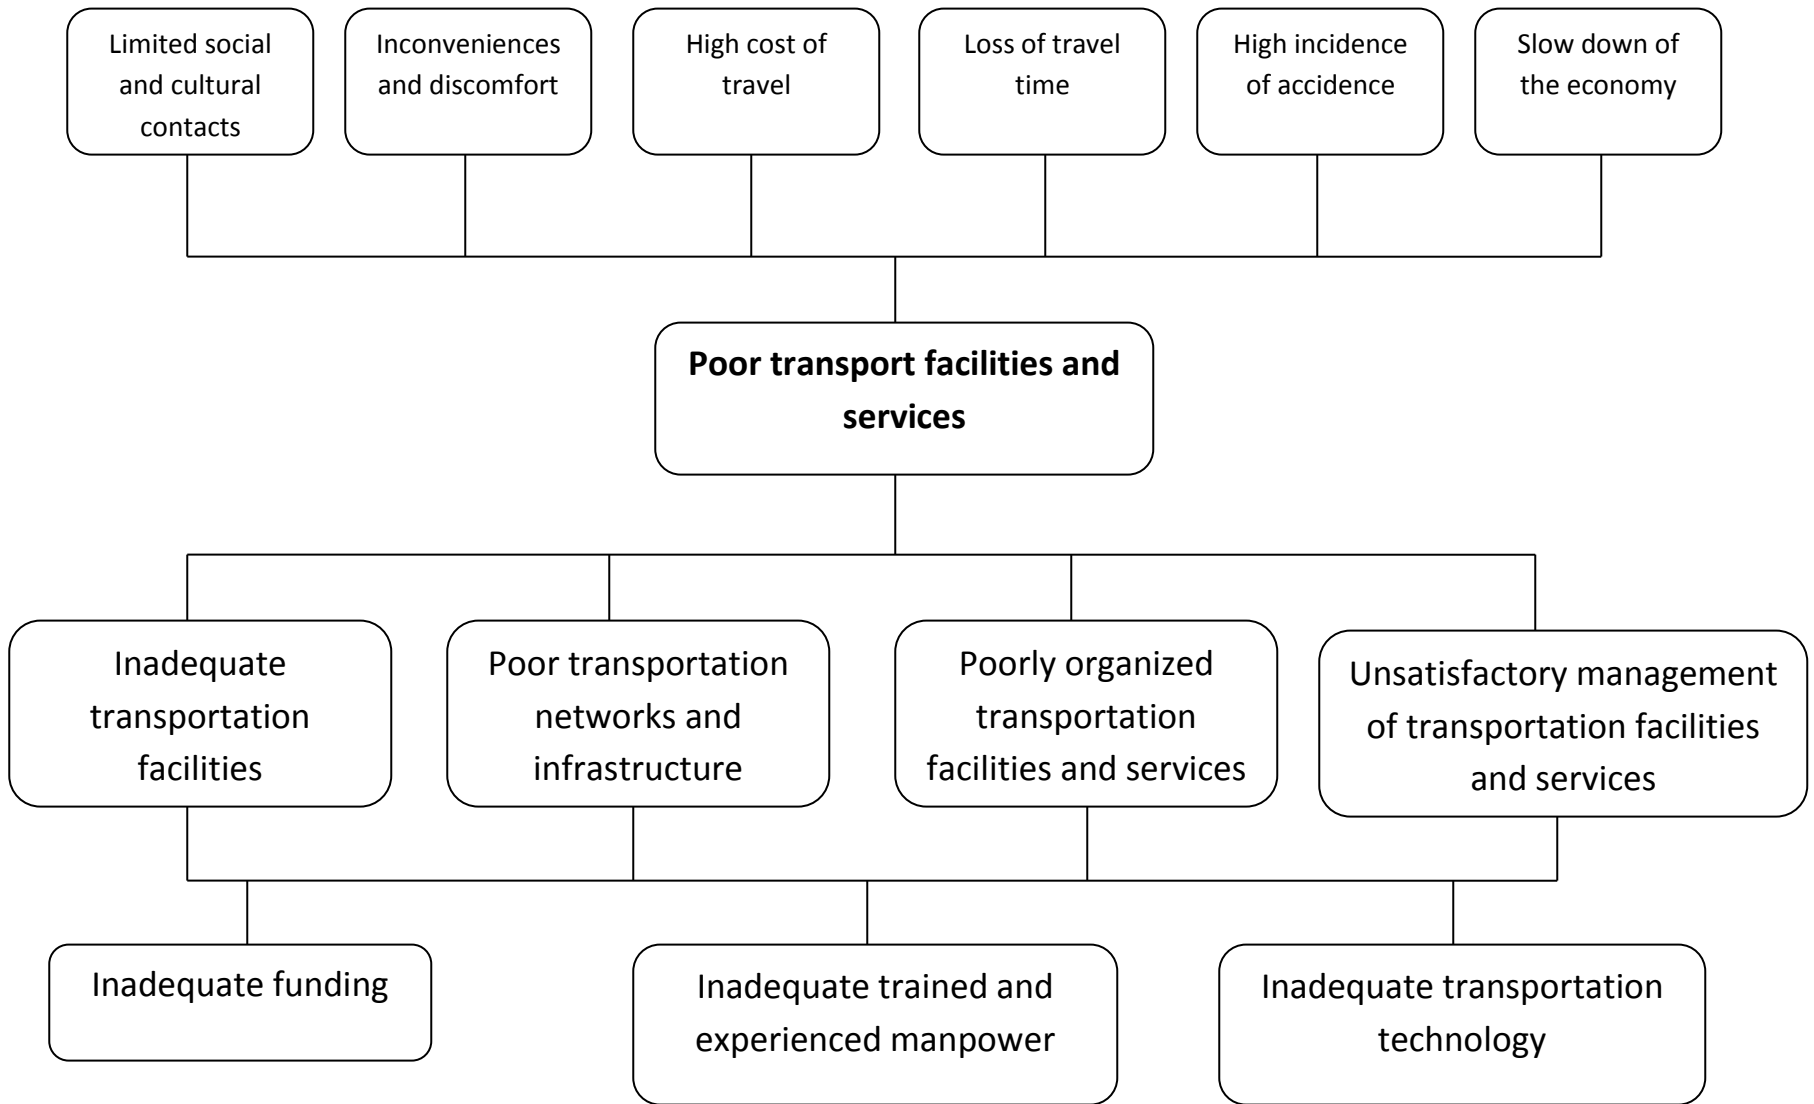 Limited social
and cultural
contacts
Inconveniences
and discomfort
High cost of
travel
Loss of travel
time
High incidence
of accidence
Slow down of
the economy
Poor transport facilities and
services
Inadequate
transportation
facilities
Poor transportation
networks and
infrastructure
Poorly organized
transportation
facilities and services
Unsatisfactory management
of transportation facilities
and services
Inadequate funding
Inadequate trained and
experienced manpower
Inadequate transportation
technology